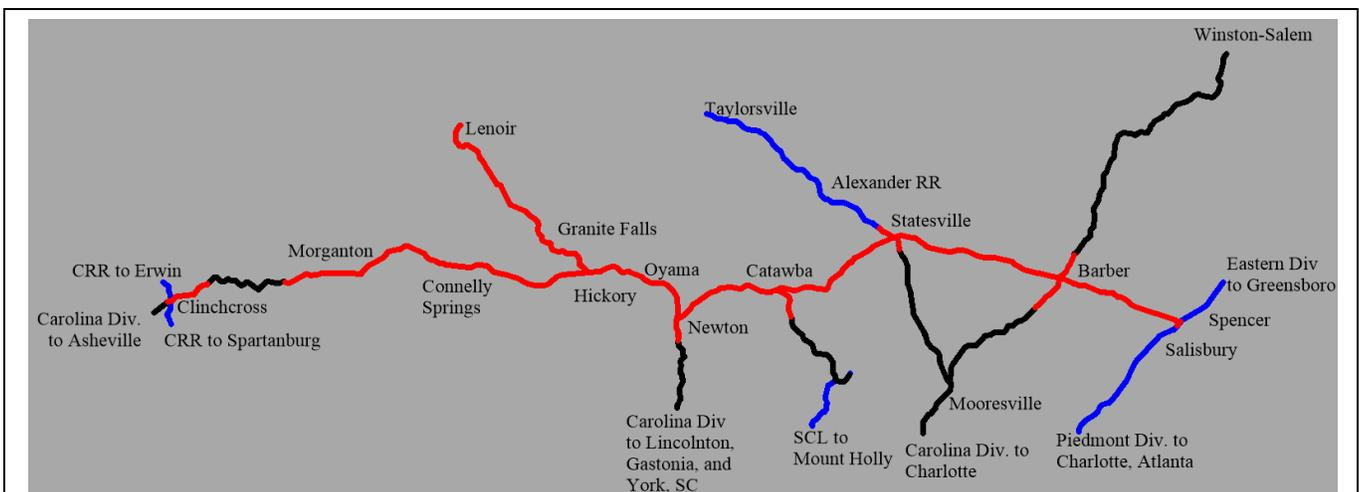 Winston-Salem
Taylorsville
Lenoir
Alexander RR
Statesville
Granite Falls
Morganton
CRR to Erwin
Oyama
Catawba
Barber
Eastern Div
to Greensboro
Connelly
Springs
Hickory
Clinchcross
Carolina Div.
to Asheville
CRR to Spartanburg
Newton
Spencer
Salisbury
Mooresville
Carolina Div
to Lincolnton,
Gastonia, and
York, SC
SCL to
Mount Holly
Carolina Div. to
Charlotte
Piedmont Div. to
Charlotte, Atlanta